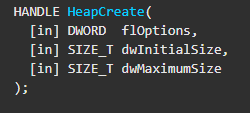 HANDLE HeapCreate(
  [in] DWORD  flOptions,
  [in] SIZE_T dwInitialSize,
  [in] SIZE_T dwMaximumSize
);